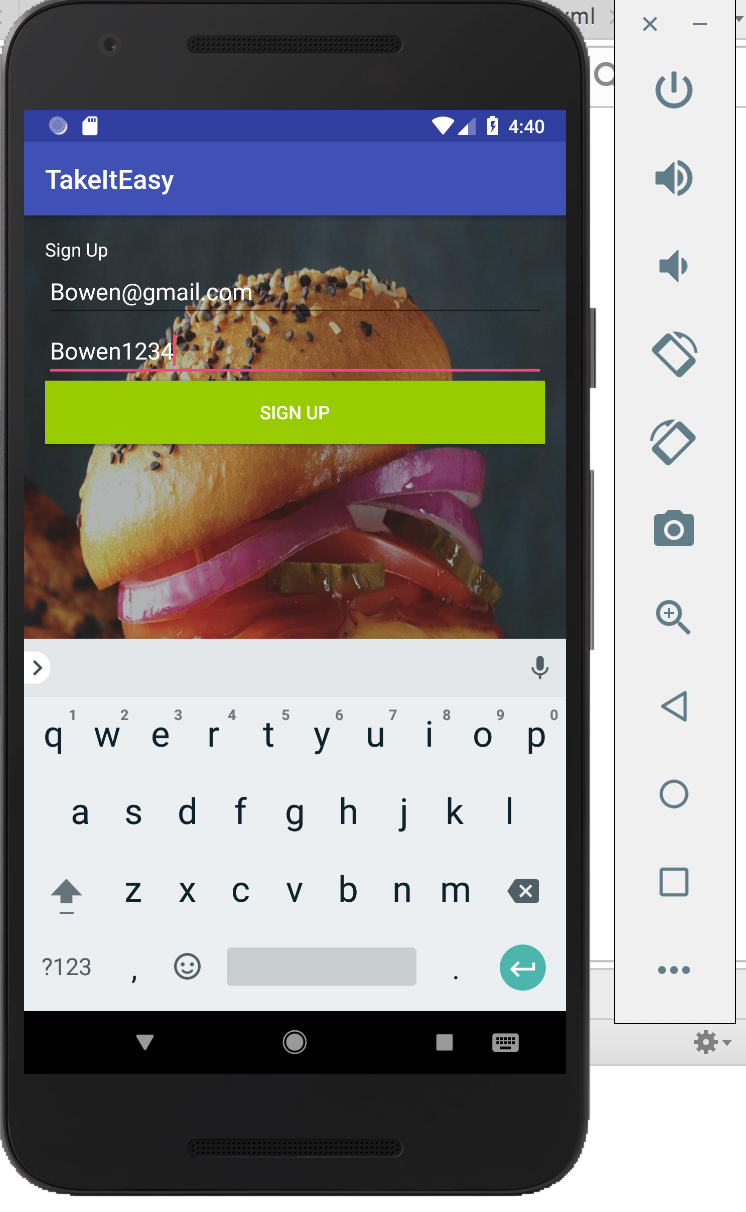 ml
4:40
TakeItEasy
Sign Up
Bowen@gmail.com
Bowen1234
SIGN UP
1 2 3 4 5 6 7 8 9 0
q w e r t y u i o p
a s d f g h j k l
z x c v b n m
?123 , .